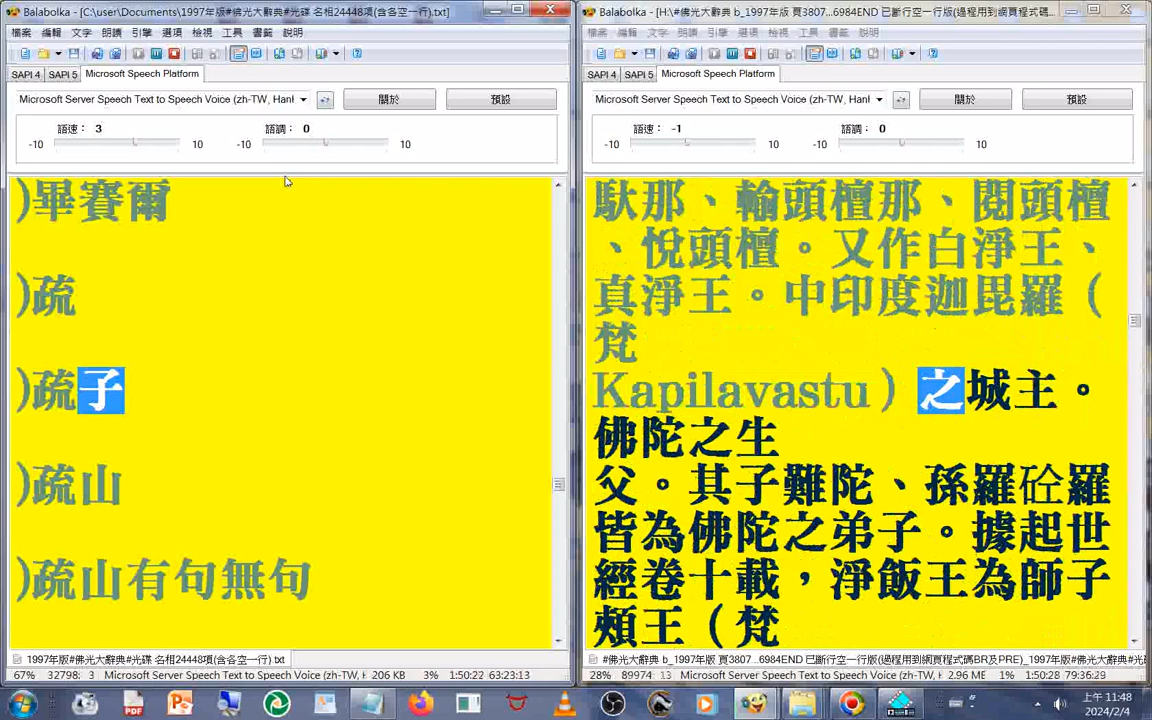 Balabolka - [C:\user\Documents\1997年版#佛光大辭典#光碟 名相24448項(含各空一行).txt]
檔案 編輯 文字 朗讀 引擎 選項 檢視 工具 書籤 說明
SAPI 4 SAPI 5 Microsoft Speech Platform
Microsoft Server Speech Text to Speech Voice (zh-TW, Hanl
關於
預設
語速： 3
語調： 0
-10 10 -10 10
)畢賽爾
)疏
)疏子
)疏山
)疏山有句無句
1997年版#佛光大辭典#光碟 名相24448項(含各空一行).txt
67% 32798: 3 Microsoft Server Speech Text to Speech Voice (zh-TW, H 206 KB 3% 1:50:22 63:23:13
Balabolka - [H:\#佛光大辭典 b_1997年版 頁3807...6984END 已斷行空一行版(過程用到網頁程式碼...
檔案 編輯 文字 朗讀 引擎 選項 檢視 工具 書籤 說明
SAPI 4 SAPI 5 Microsoft Speech Platform
Microsoft Server Speech Text to Speech Voice (zh-TW, Hanl
關於
預設
語速： -1
語調： 0
-10 10 -10 10
馱那、輸頭檀那、閱頭檀
、悅頭檀。又作白淨王、
真淨王。中印度迦毘羅（
梵
Kapilavastu）之城主。
佛陀之生
父。其子難陀、孫羅硂羅
皆為佛陀之弟子。據起世
經卷十載，淨飯王為師子
頰王（梵
#佛光大辭典 b_1997年版 頁3807...6984END 已斷行空一行版(過程用到網頁程式碼BR及PRE)_1997年版#光
28% 89974: 13 Microsoft Server Speech Text to Speech Voice (zh-TW, H 2.96 ME 1% 1:50:28 79:36:29
PDF
上午 11:48
2024/2/4